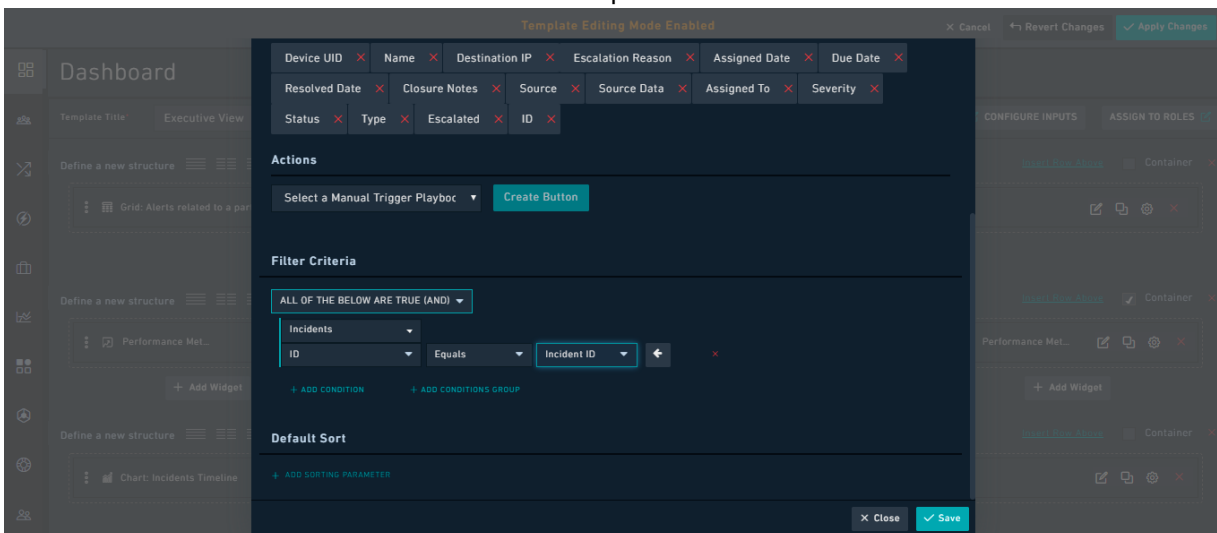 Template Editing Mode Enabled
× Cancel
Revert Changes
✓ Apply Changes
Dashboard
Device UID × Name × Destination IP × Escalation Reason × Assigned Date × Due Date ×
Resolved Date × Closure Notes × Source × Source Data × Assigned To × Severity ×
Status × Type × Escalated × ID ×
Template Title
Executive View
CONFIGURE INPUTS
ASSIGN TO ROLES
Actions
Define a new structure
Insert Row Above
Container ×
Select a Manual Trigger Playboc ▼
Create Button
Grid: Alerts related to a par
Filter Criteria
ALL OF THE BELOW ARE TRUE (AND)
Define a new structure
Insert Row Above
Container
Incidents
Performance Met...
ID
Equals
Incident ID
×
Performance Met...
+ Add Widget
+ ADD CONDITION
+ ADD CONDITIONS GROUP
+ Add Widget
Define a new structure
Default Sort
Insert Row Above
Container ×
Chart: Incidents Timeline
+ ADD SORTING PARAMETER
× Close
✓ Save